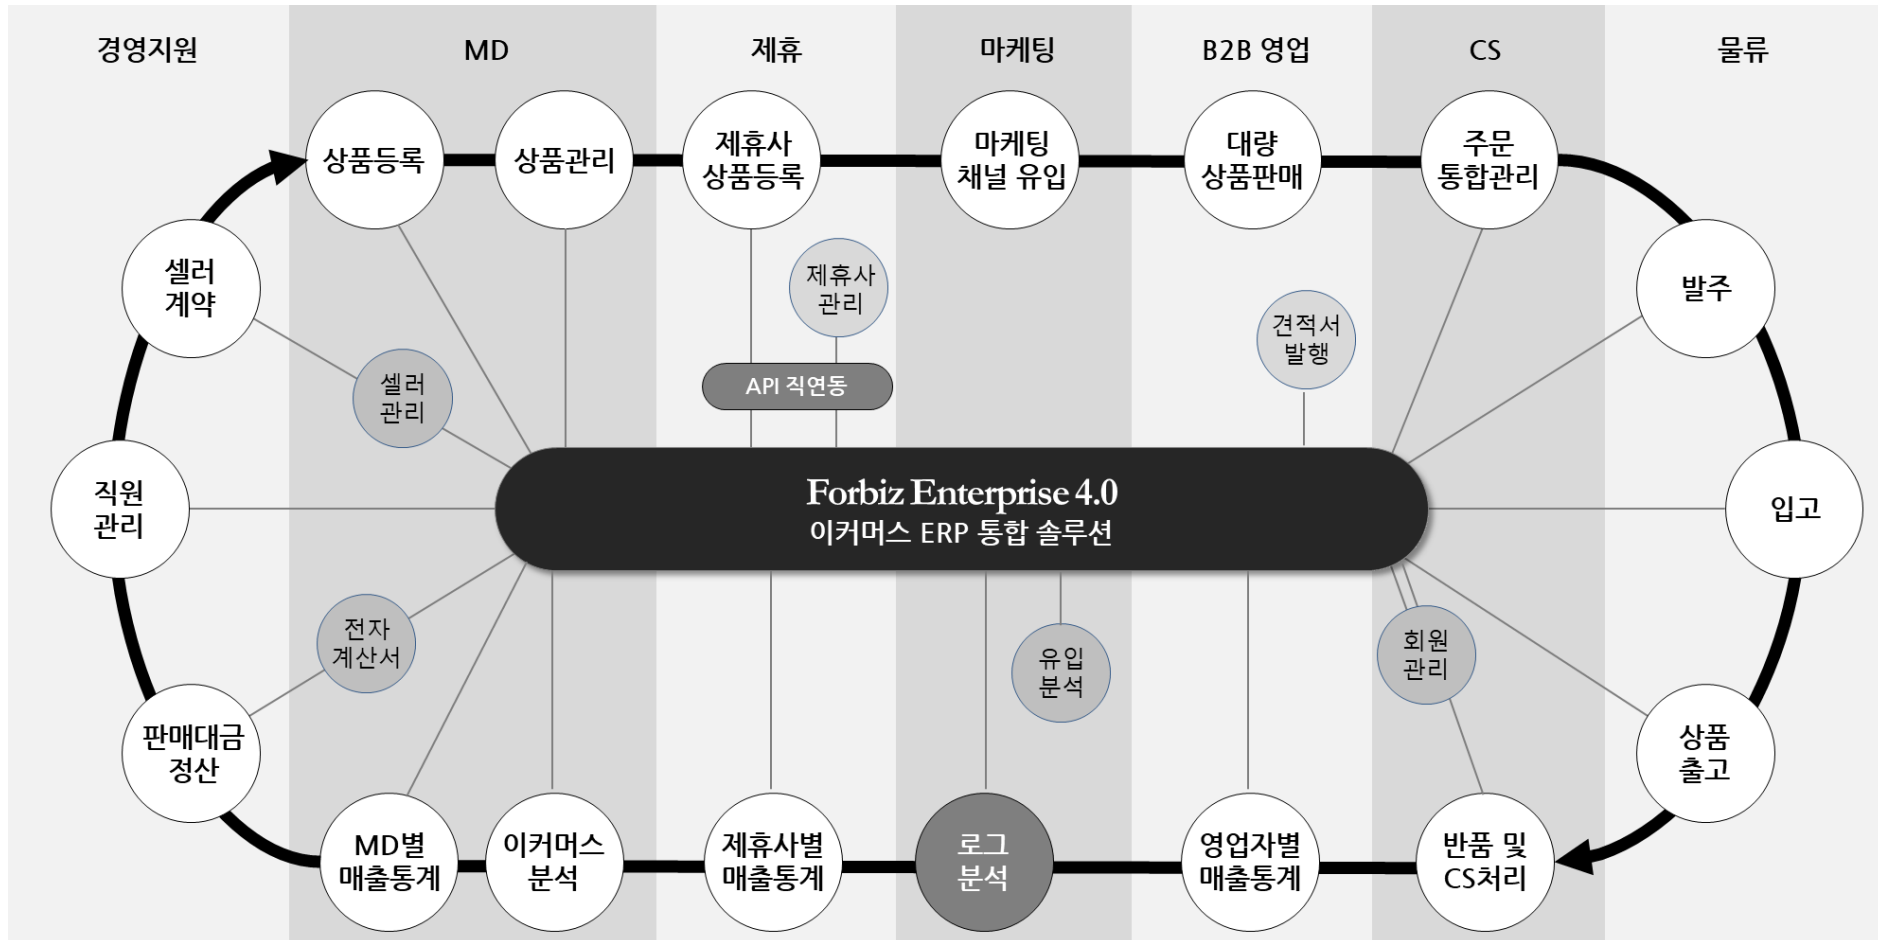 경영지원
MD
제휴
마케팅
B2B 영업
CS
물류
상품등록
상품관리
제휴사
상품등록
마케팅
채널 유입
대량
상품판매
주문
통합관리
셀러
계약
제휴사
관리
발주
견적서
발행
셀러
관리
API 직연동
직원
관리
Forbiz Enterprise 4.0
이커머스 ERP 통합 솔루션
입고
전자
계산서
유입
분석
회원
관리
판매대금
정산
상품
출고
MD별
매출통계
이커머스
분석
제휴사별
매출통계
로그
분석
영업자별
매출통계
반품 및
CS처리